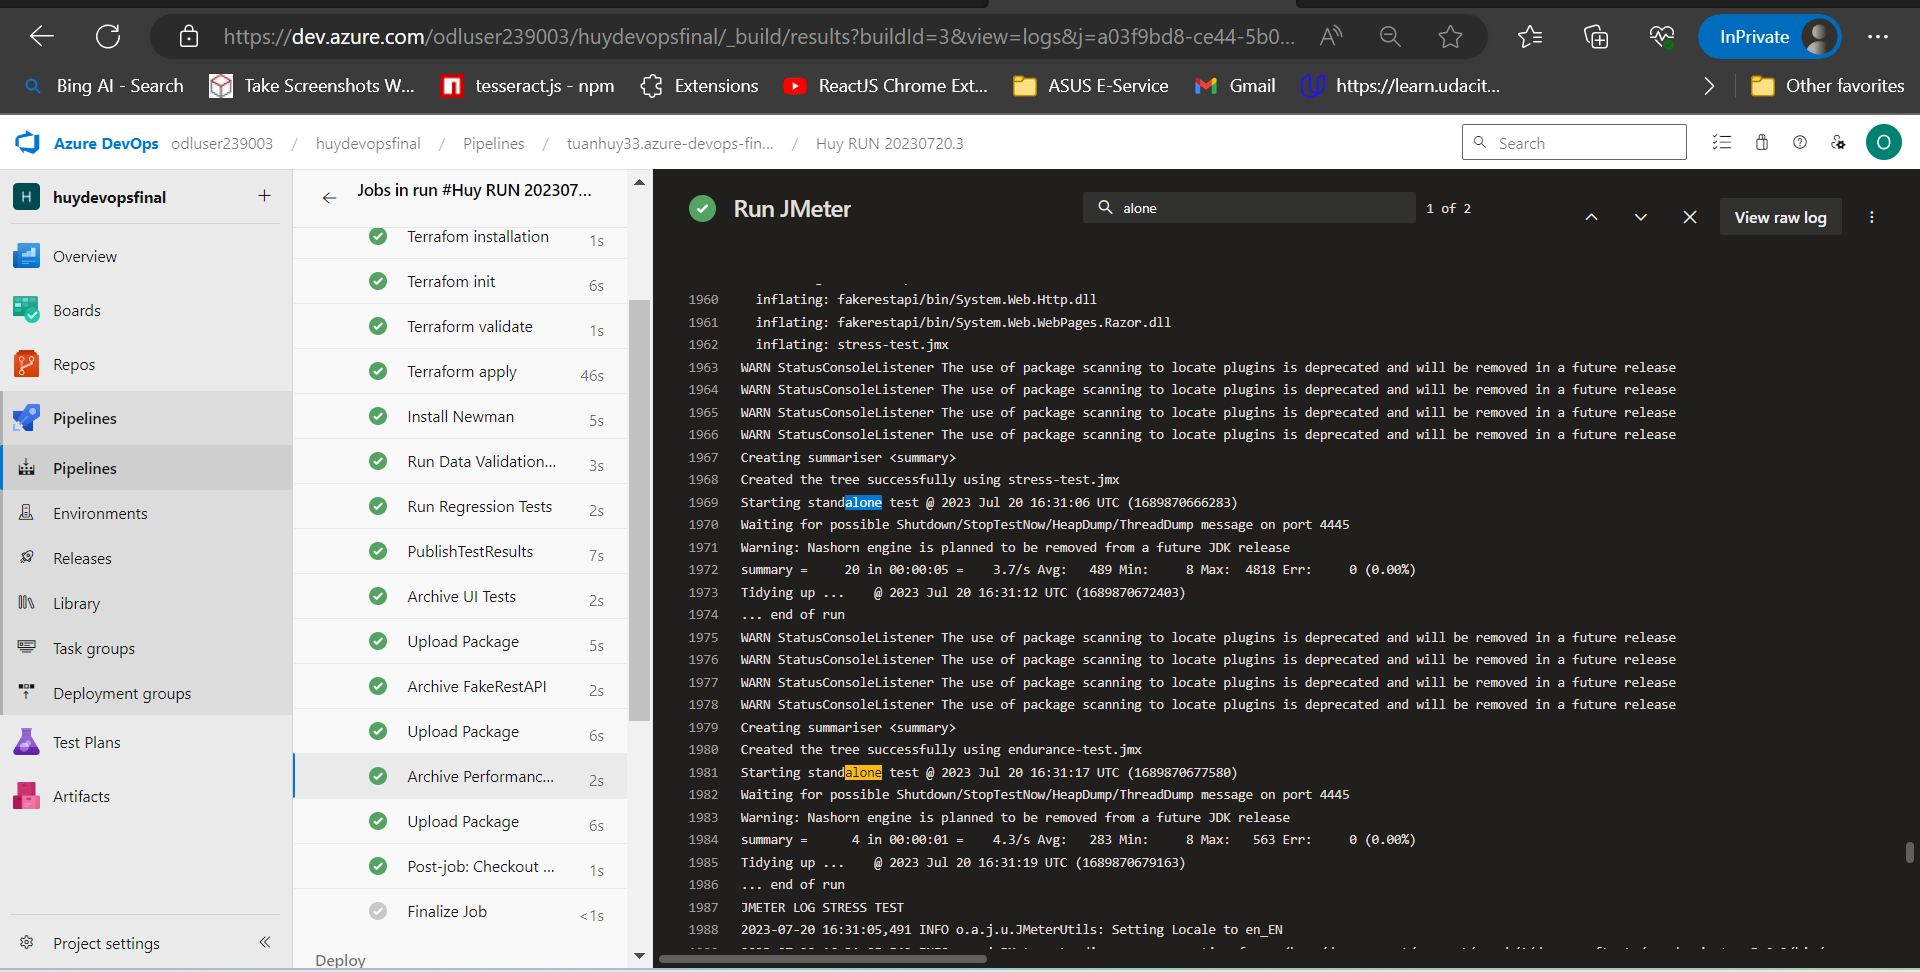 https://dev.azure.com/odluser239003/huydevopsfinal/_build/results?buildId=3&view=logs&j=a03f9bd8-ce44-5b0...
InPrivate
Bing AI - Search
Take Screenshots W...
tesseract.js - npm
Extensions
ReactJS Chrome Ext...
ASUS E-Service
Gmail
https://learn.udacit...
Other favorites
Azure DevOps
odluser239003
/
huydevopsfinal
/
Pipelines
/
tuanhuy33.azure-devops-fin...
/
Huy RUN 20230720.3
Search
O
H
huydevopsfinal
+
Overview
Boards
Repos
Pipelines
Pipelines
Environments
Releases
Library
Task groups
Deployment groups
Test Plans
Artifacts
Project settings
Jobs in run #Huy RUN 202307...
Terrafom installation 1s
Terrafom init 6s
Terraform validate 1s
Terraform apply 46s
Install Newman 5s
Run Data Validation... 3s
Run Regression Tests 2s
PublishTestResults 7s
Archive UI Tests 2s
Upload Package 5s
Archive FakeRestAPI 2s
Upload Package 6s
Archive Performanc... 2s
Upload Package 6s
Post-job: Checkout ... 1s
Finalize Job <1s
Deploy
Run JMeter
alone
1 of 2
View raw log
1960 inflating: fakerestapi/bin/System.Web.Http.dll
1961 inflating: fakerestapi/bin/System.Web.WebPages.Razor.dll
1962 inflating: stress-test.jmx
1963 WARN StatusConsoleListener The use of package scanning to locate plugins is deprecated and will be removed in a future release
1964 WARN StatusConsoleListener The use of package scanning to locate plugins is deprecated and will be removed in a future release
1965 WARN StatusConsoleListener The use of package scanning to locate plugins is deprecated and will be removed in a future release
1966 WARN StatusConsoleListener The use of package scanning to locate plugins is deprecated and will be removed in a future release
1967 Creating summariser <summary>
1968 Created the tree successfully using stress-test.jmx
1969 Starting standalone test @ 2023 Jul 20 16:31:06 UTC (1689870666283)
1970 Waiting for possible Shutdown/StopTestNow/HeapDump/ThreadDump message on port 4445
1971 Warning: Nashorn engine is planned to be removed from a future JDK release
1972 summary = 20 in 00:00:05 = 3.7/s Avg: 489 Min: 8 Max: 4818 Err: 0 (0.00%)
1973 Tidying up ... @ 2023 Jul 20 16:31:12 UTC (1689870672403)
1974 ... end of run
1975 WARN StatusConsoleListener The use of package scanning to locate plugins is deprecated and will be removed in a future release
1976 WARN StatusConsoleListener The use of package scanning to locate plugins is deprecated and will be removed in a future release
1977 WARN StatusConsoleListener The use of package scanning to locate plugins is deprecated and will be removed in a future release
1978 WARN StatusConsoleListener The use of package scanning to locate plugins is deprecated and will be removed in a future release
1979 Creating summariser <summary>
1980 Created the tree successfully using endurance-test.jmx
1981 Starting standalone test @ 2023 Jul 20 16:31:17 UTC (1689870677580)
1982 Waiting for possible Shutdown/StopTestNow/HeapDump/ThreadDump message on port 4445
1983 Warning: Nashorn engine is planned to be removed from a future JDK release
1984 summary = 4 in 00:00:01 = 4.3/s Avg: 283 Min: 8 Max: 563 Err: 0 (0.00%)
1985 Tidying up ... @ 2023 Jul 20 16:31:19 UTC (1689870679163)
1986 ... end of run
1987 JMETER LOG STRESS TEST
1988 2023-07-20 16:31:05,491 INFO o.a.j.u.JMeterUtils: Setting Locale to en_EN